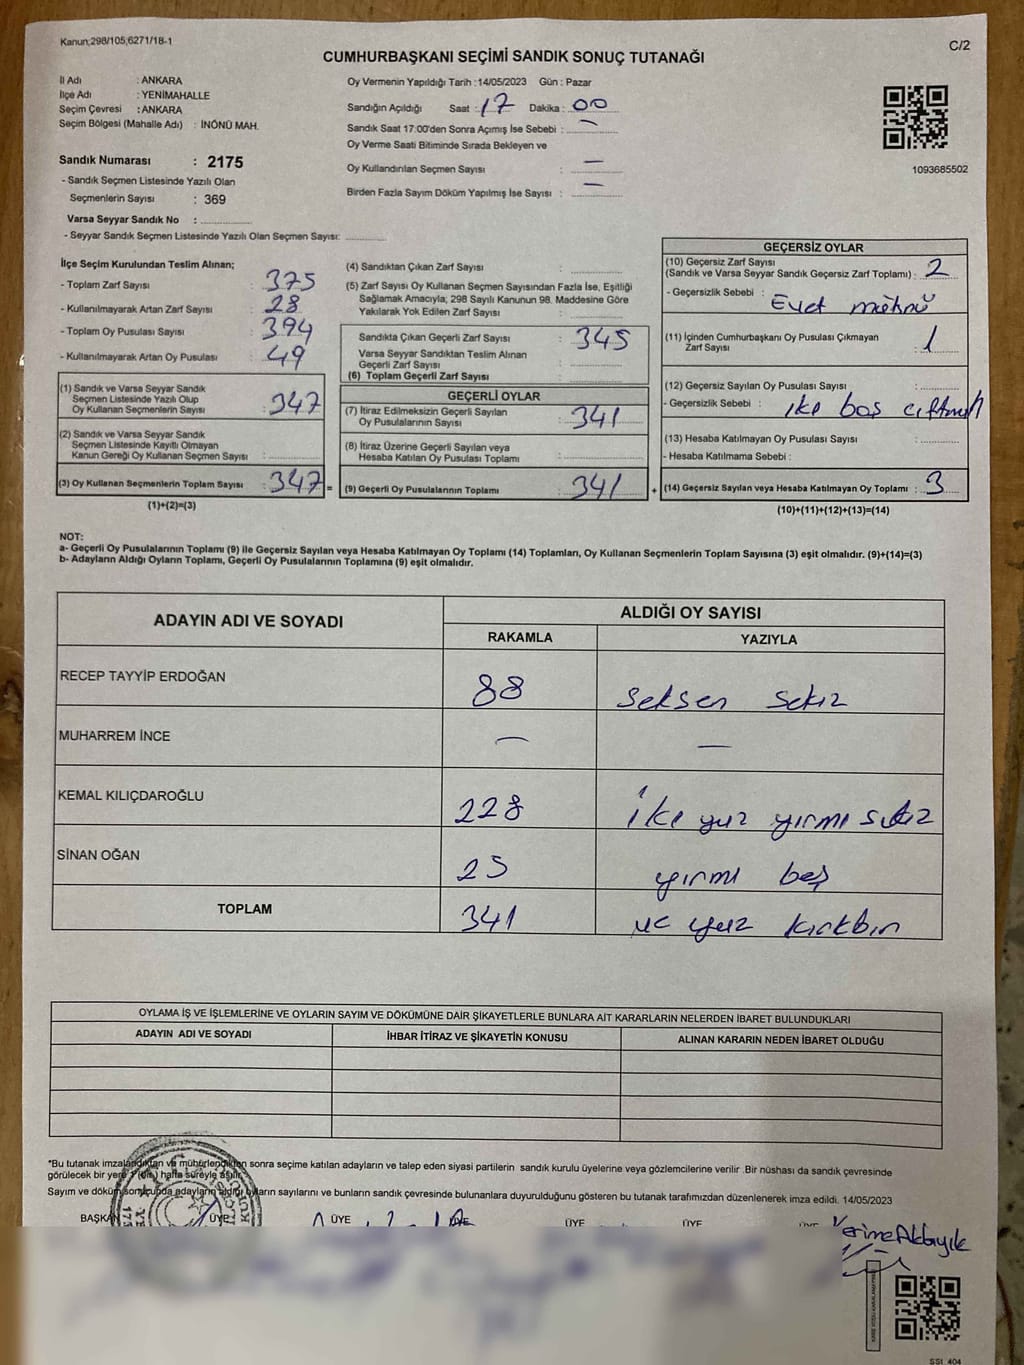 Kanun;298/105;6271/18-1
C/2
CUMHURBAŞKANI SEÇİMİ SANDIK SONUÇ TUTANAĞI
İl Adı : ANKARA
İlçe Adı : YENİMAHALLE
Seçim Çevresi : ANKARA
Seçim Bölgesi (Mahalle Adı) : İNÖNÜ MAH.
Sandık Numarası : 2175
- Sandık Seçmen Listesinde Yazılı Olan
Seçmenlerin Sayısı : 369
Varsa Seyyar Sandık No :
- Seyyar Sandık Seçmen Listesinde Yazılı Olan Seçmen Sayısı:
Oy Vermenin Yapıldığı Tarih : 14/05/2023 Gün : Pazar
Sandığın Açıldığı Saat : 17 Dakika : 00
Sandık Saat 17:00'den Sonra Açımış İse Sebebi : —
Oy Verme Saati Bitiminde Sırada Bekleyen ve
Oy Kullandırılan Seçmen Sayısı : —
Birden Fazla Sayım Döküm Yapılmış İse Sayısı : —
1093685502
İlçe Seçim Kurulundan Teslim Alınan;
- Toplam Zarf Sayısı : 375
- Kullanılmayarak Artan Zarf Sayısı : 28
- Toplam Oy Pusulası Sayısı : 394
- Kullanılmayarak Artan Oy Pusulası : 49
(1) Sandık ve Varsa Seyyar Sandık
Seçmen Listesinde Yazılı Olup
Oy Kullanan Seçmenlerin Sayısı : 347
(2) Sandık ve Varsa Seyyar Sandık
Seçmen Listesinde Kayıtlı Olmayan
Kanun Gereği Oy Kullanan Seçmen Sayısı :
(3) Oy Kullanan Seçmenlerin Toplam Sayısı : 347 =
(1)+(2)=(3)
(4) Sandıktan Çıkan Zarf Sayısı :
(5) Zarf Sayısı Oy Kullanan Seçmen Sayısından Fazla İse, Eşitliği
Sağlamak Amacıyla; 298 Sayılı Kanunun 98. Maddesine Göre
Yakılarak Yok Edilen Zarf Sayısı :
Sandıkta Çıkan Geçerli Zarf Sayısı : 345
Varsa Seyyar Sandıktan Teslim Alınan
Geçerli Zarf Sayısı :
(6) Toplam Geçerli Zarf Sayısı :
GEÇERLİ OYLAR
(7) İtiraz Edilmeksizin Geçerli Sayılan
Oy Pusulalarının Sayısı : 341
(8) İtiraz Üzerine Geçerli Sayılan veya
Hesaba Katılan Oy Pusulası Toplamı :
(9) Geçerli Oy Pusulalarının Toplamı : 341 +
GEÇERSİZ OYLAR
(10) Geçersiz Zarf Sayısı
(Sandık ve Varsa Seyyar Sandık Geçersiz Zarf Toplamı) : 2
- Geçersizlik Sebebi : Evet mührü
(11) İçinden Cumhurbaşkanı Oy Pusulası Çıkmayan
Zarf Sayısı : 1
(12) Geçersiz Sayılan Oy Pusulası Sayısı :
- Geçersizlik Sebebi : iki boş
(13) Hesaba Katılmayan Oy Pusulası Sayısı :
- Hesaba Katılmama Sebebi :
(14) Geçersiz Sayılan veya Hesaba Katılmayan Oy Toplamı : 3
(10)+(11)+(12)+(13)=(14)
NOT:
a- Geçerli Oy Pusulalarının Toplamı (9) ile Geçersiz Sayılan veya Hesaba Katılmayan Oy Toplamı (14) Toplamları, Oy Kullanan Seçmenlerin Toplam Sayısına (3) eşit olmalıdır. (9)+(14)=(3)
b- Adayların Aldığı Oyların Toplamı, Geçerli Oy Pusulalarının Toplamına (9) eşit olmalıdır.
ADAYIN ADI VE SOYADI
ALDIĞI OY SAYISI
RAKAMLA YAZIYLA
RECEP TAYYİP ERDOĞAN 88 seksen sekiz
MUHARREM İNCE — —
KEMAL KILIÇDAROĞLU 228 iki yuz yırmı sekiz
SİNAN OĞAN 25 yırmı beş
TOPLAM 341 uc yuz kırkbır
OYLAMA İŞ VE İŞLEMLERİNE VE OYLARIN SAYIM VE DÖKÜMÜNE DAİR ŞİKAYETLERLE BUNLARA AİT KARARLARIN NELERDEN İBARET BULUNDUKLARI
ADAYIN ADI VE SOYADI İHBAR İTİRAZ VE ŞİKAYETİN KONUSU ALINAN KARARIN NEDEN İBARET OLDUĞU
*Bu tutanak imzalandıktan ve mühürlendikten sonra seçime katılan adayların ve talep eden siyasi partilerin sandık kurulu üyelerine veya gözlemcilerine verilir .Bir nüshası da sandık çevresinde
görülecek bir yere 1 (bir) hafta süreyle asılır.
Sayım ve döküm sonucunda adayların aldığı oyların sayılarını ve bunların sandık çevresinde bulunanlara duyurulduğunu gösteren bu tutanak tarafımızdan düzenlenerek imza edildi. 14/05/2023
BAŞKAN ÜYE ÜYE ÜYE ÜYE ÜYE ÜYE
SSI 404